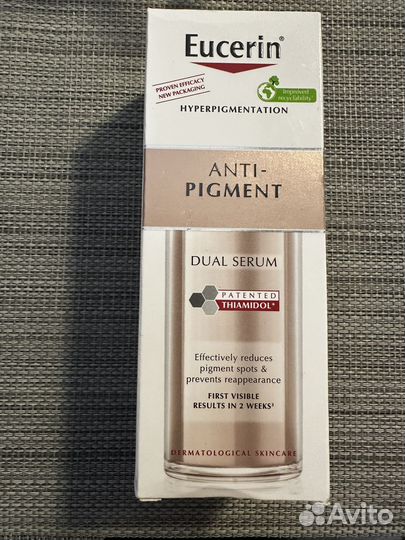 Eucerin®
PROVEN EFFICACY
NEW PACKAGING
Improved
recyclability
HYPERPIGMENTATION
ANTI-
PIGMENT
DUAL SERUM
PATENTED
THIAMIDOL*
Effectively reduces
pigment spots &
prevents reappearance
FIRST VISIBLE
RESULTS IN 2 WEEKS¹
DERMATOLOGICAL SKINCARE
Avito